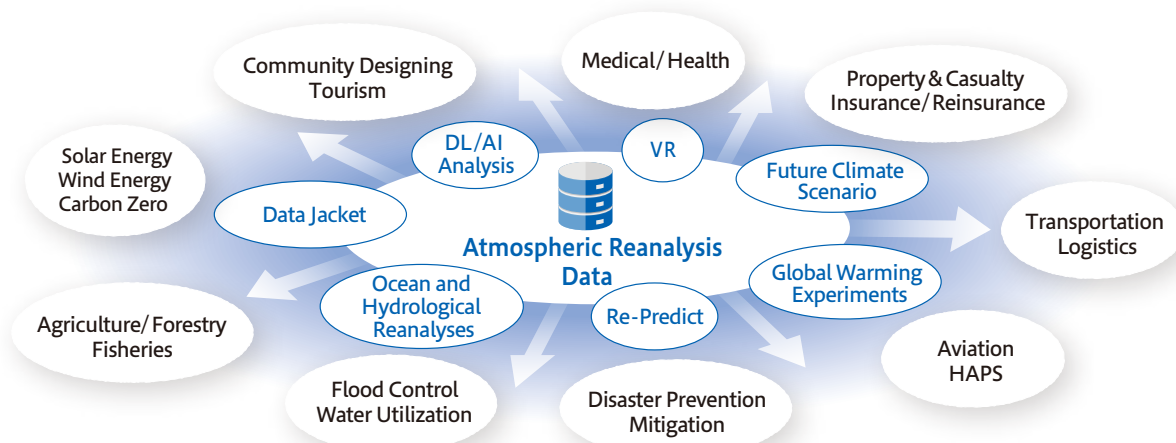 Community Designing
Tourism
Medical/Health
Property & Casualty
Insurance/Reinsurance
Solar Energy
Wind Energy
Carbon Zero
DL/AI
Analysis
VR
Future Climate
Scenario
Data Jacket
Atmospheric Reanalysis
Data
Transportation
Logistics
Ocean and
Hydrological
Reanalyses
Re-Predict
Global Warming
Experiments
Agriculture/Forestry
Fisheries
Flood Control
Water Utilization
Disaster Prevention
Mitigation
Aviation
HAPS